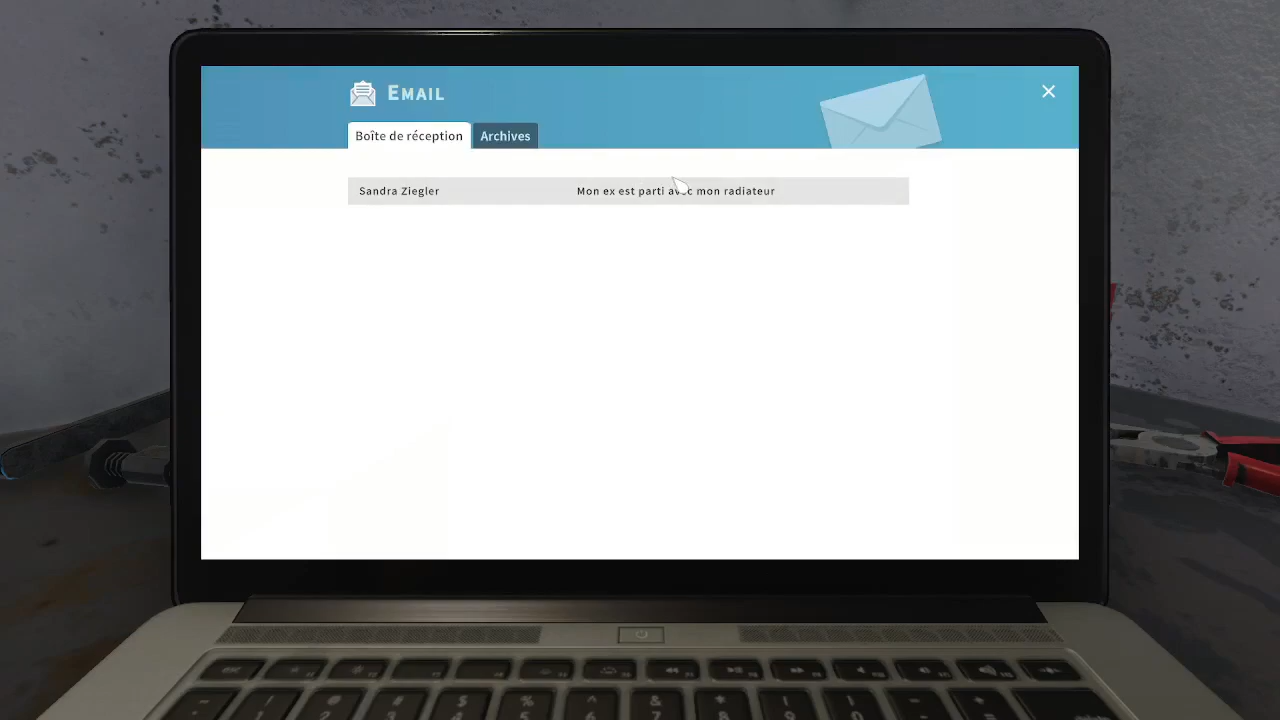 Email
Boîte de réception
Archives
Sandra Ziegler
Mon ex est parti avec mon radiateur